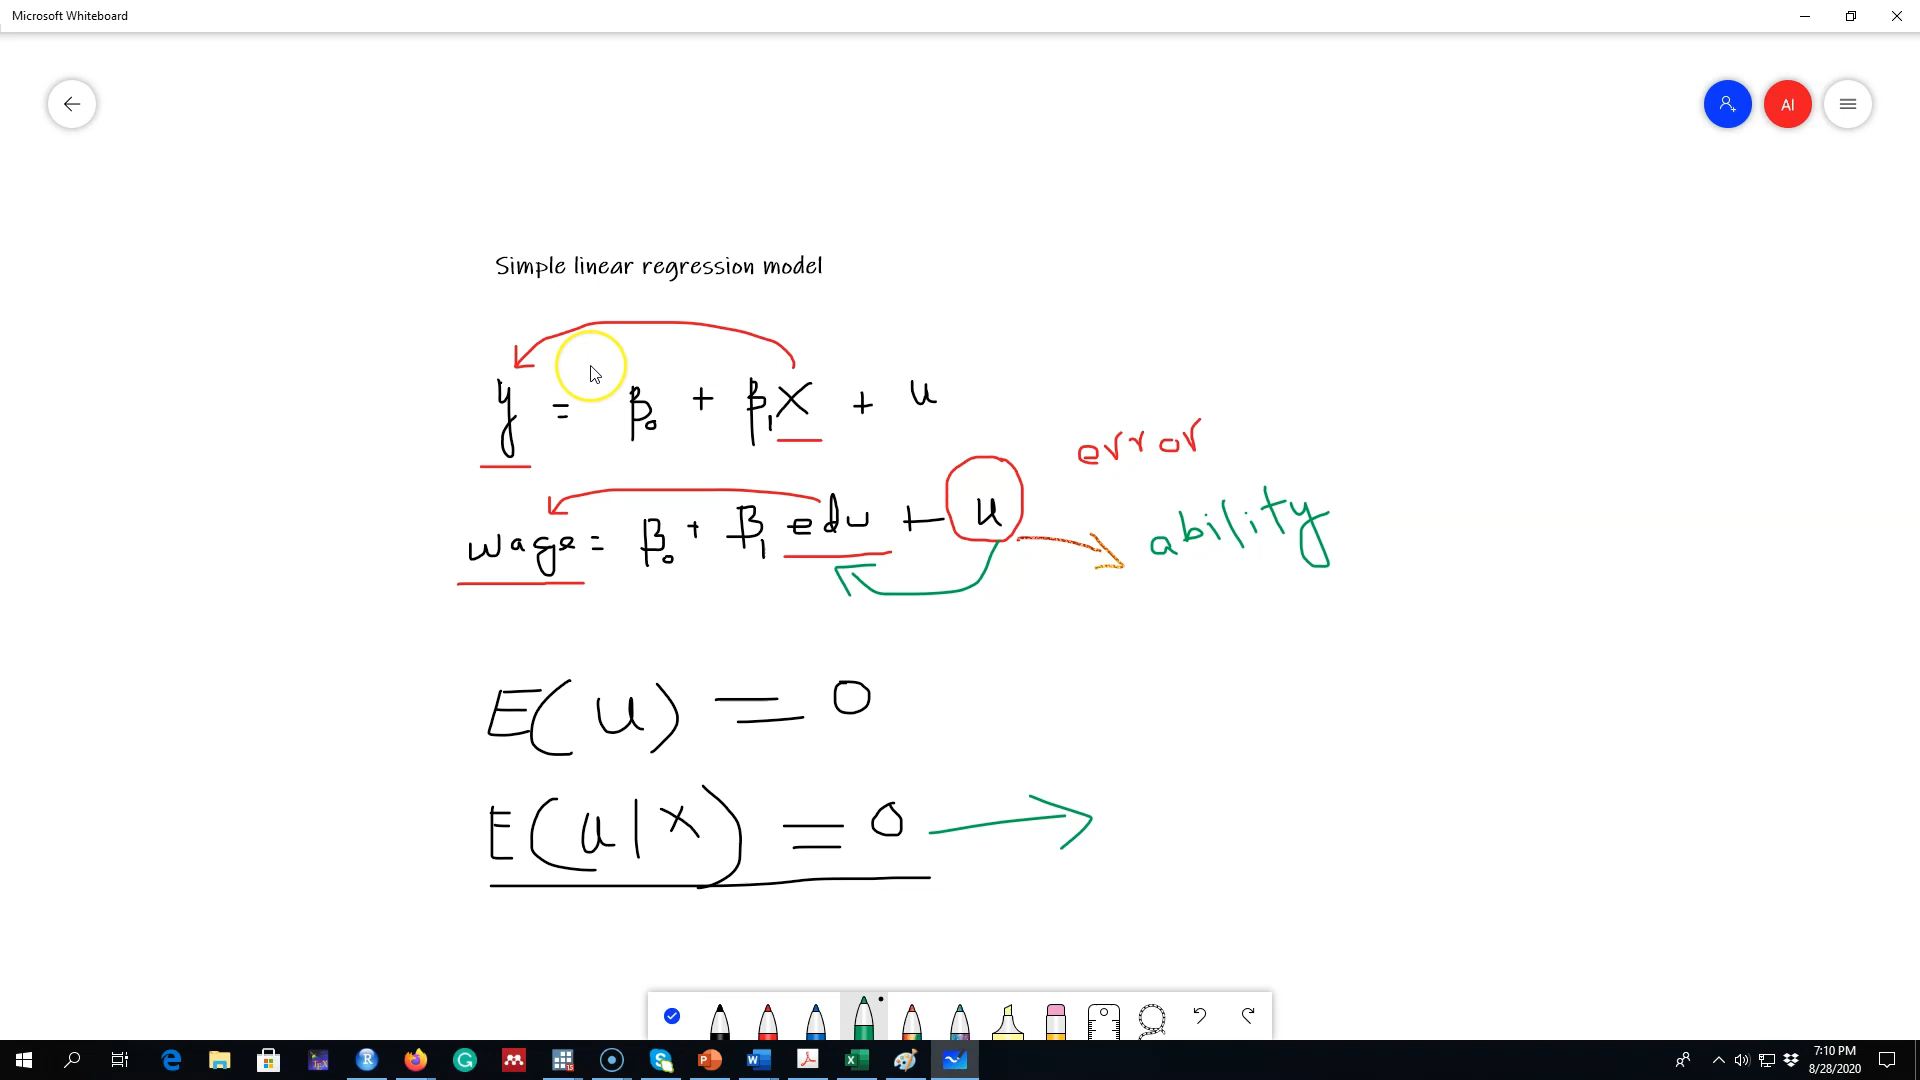 Microsoft Whiteboard
AI
Simple linear regression model
y = β₀ + β₁x + u
error
wage = β₀ + β₁ edu + u
ability
E(u) = 0
E(u|x) = 0
7:10 PM
8/28/2020